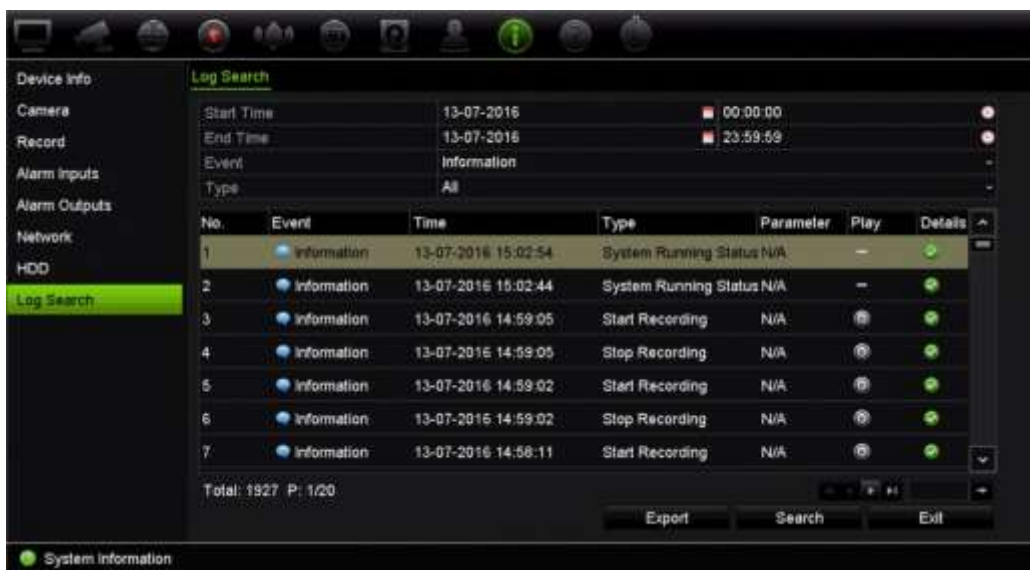 Device Info
Camera
Record
Alarm Inputs
Alarm Outputs
Network
HDD
Log Search
Log Search
Start Time 13-07-2016 00:00:00
End Time 13-07-2016 23:59:59
Event Information
Type All
No. Event Time Type Parameter Play Details
1 Information 13-07-2016 15:02:54 System Running Status N/A —
2 Information 13-07-2016 15:02:44 System Running Status N/A —
3 Information 13-07-2016 14:59:05 Start Recording N/A
4 Information 13-07-2016 14:59:05 Stop Recording N/A
5 Information 13-07-2016 14:59:02 Start Recording N/A
6 Information 13-07-2016 14:59:02 Stop Recording N/A
7 Information 13-07-2016 14:58:11 Start Recording N/A
Total: 1927 P: 1/20
Export Search Exit
System Information